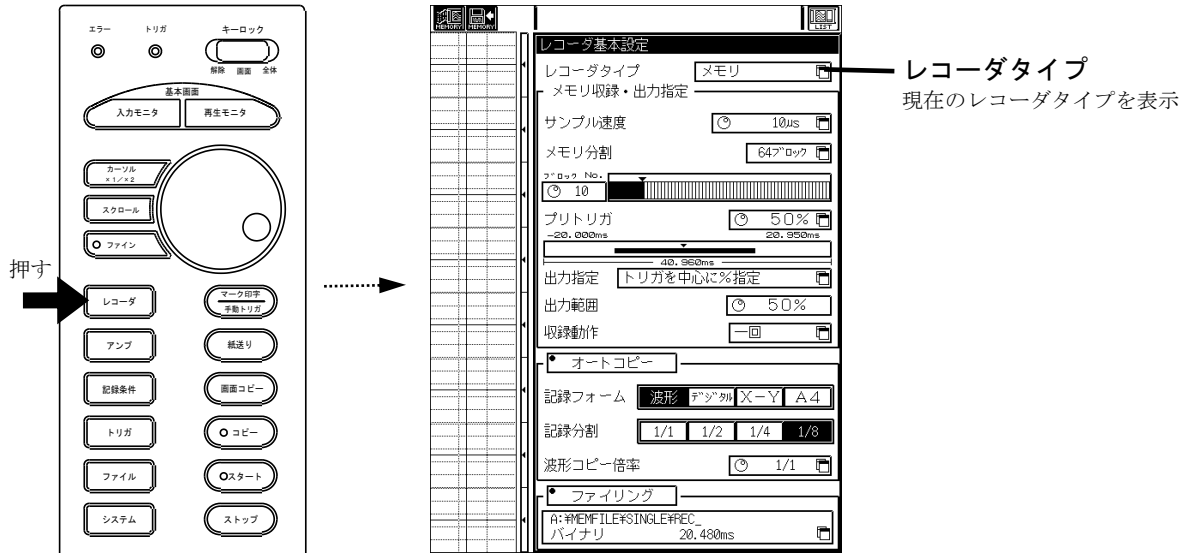 エラー
トリガ
キーロック
解除 画面 全体
基本画面
入力モニタ
再生モニタ
カーソル
×1/×2
スクロール
ファイン
押す
レコーダ
マーク印字
手動トリガ
アンプ
紙送り
記録条件
画面コピー
トリガ
コピー
ファイル
スタート
システム
ストップ
MEMORY
MEMORY
LIST
レコーダ基本設定
レコーダタイプ メモリ
メモリ収録・出力指定
サンプル速度 10μs
メモリ分割 64ブロック
ブロック No.
10
プリトリガ 50%
-20.000ms 20.950ms
40.960ms
出力指定 トリガを中心に%指定
出力範囲 50%
収録動作 一回
オートコピー
記録フォーム 波形 デジタル X-Y A4
記録分割 1/1 1/2 1/4 1/8
波形コピー倍率 1/1
ファイリング
A:¥MEMFILE¥SINGLE¥REC_
バイナリ 20.480ms
レコーダタイプ
現在のレコーダタイプを表示